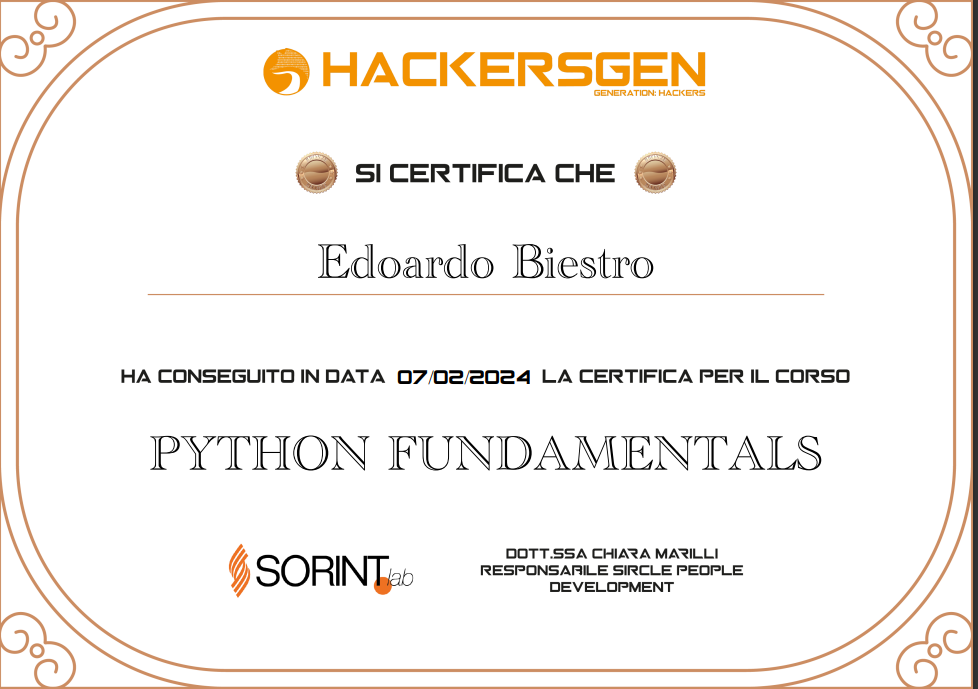 HACKERSGEN
GENERATION: HACKERS
SI CERTIFICA CHE
Edoardo Biestro
HA CONSEGUITO IN DATA 07/02/2024 LA CERTIFICA PER IL CORSO
PYTHON FUNDAMENTALS
SORINT.lab
DOTT.SSA CHIARA MARILLI
RESPONSABILE SIRCLE PEOPLE
DEVELOPMENT